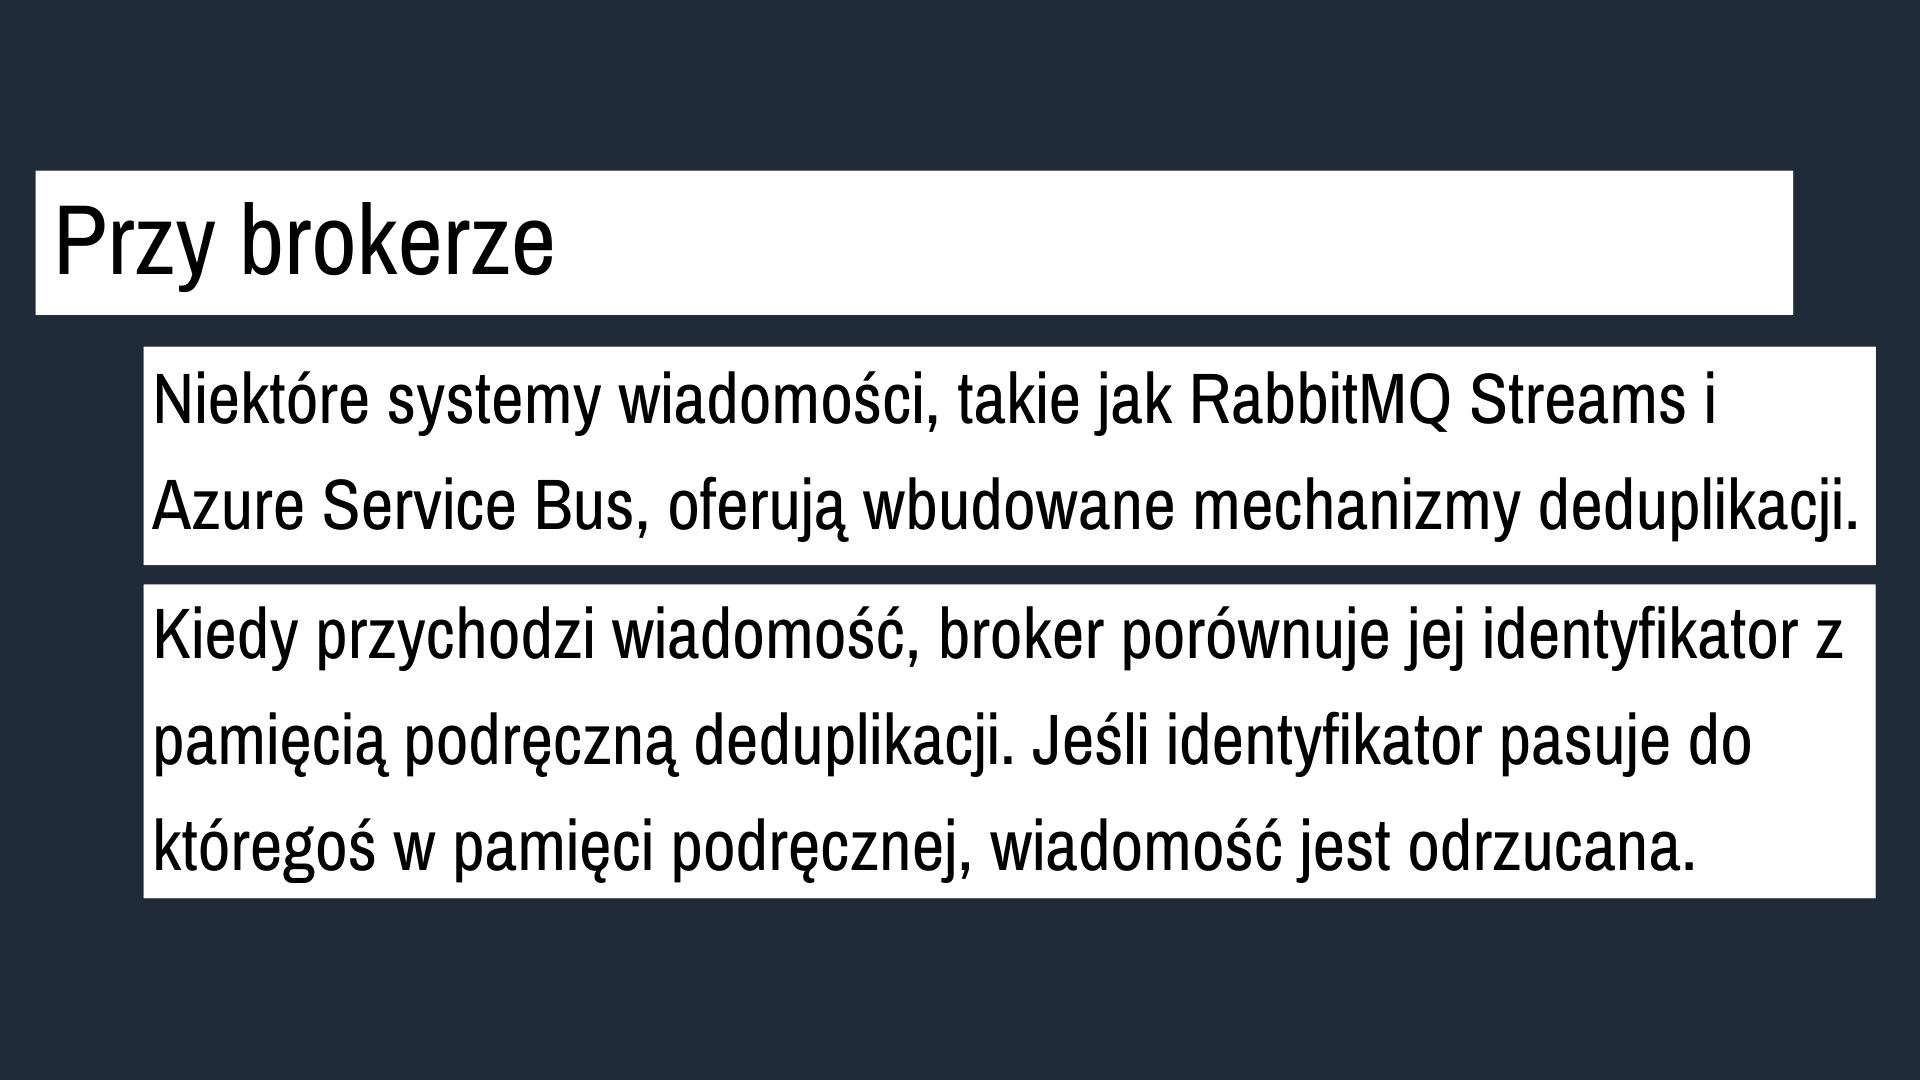 Przy brokerze
Niektóre systemy wiadomości, takie jak RabbitMQ Streams i
Azure Service Bus, oferują wbudowane mechanizmy deduplikacji.
Kiedy przychodzi wiadomość, broker porównuje jej identyfikator z
pamięcią podręczną deduplikacji. Jeśli identyfikator pasuje do
któregoś w pamięci podręcznej, wiadomość jest odrzucana.